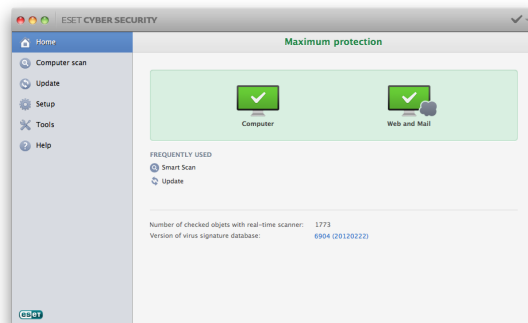 ESET CYBER SECURITY
Home
Maximum protection
Computer scan
Update
Setup
Tools
Help
Computer
Web and Mail
FREQUENTLY USED
Smart Scan
Update
Number of checked objets with real-time scanner: 1773
Version of virus signature database: 6904 (20120222)
eset